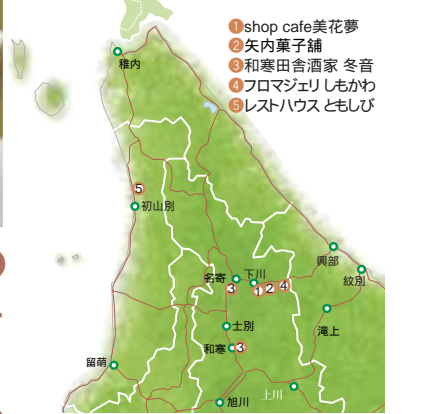 ①shop cafe美花夢
②矢内菓子舗
③和寒田舎酒家 冬音
④フロマジェリ しもかわ
⑤レストハウス ともしび
稚内
⑤
初山別
名寄
下川
③
①②④
興部
紋別
士別
和寒③
滝上
留萌
上川
旭川